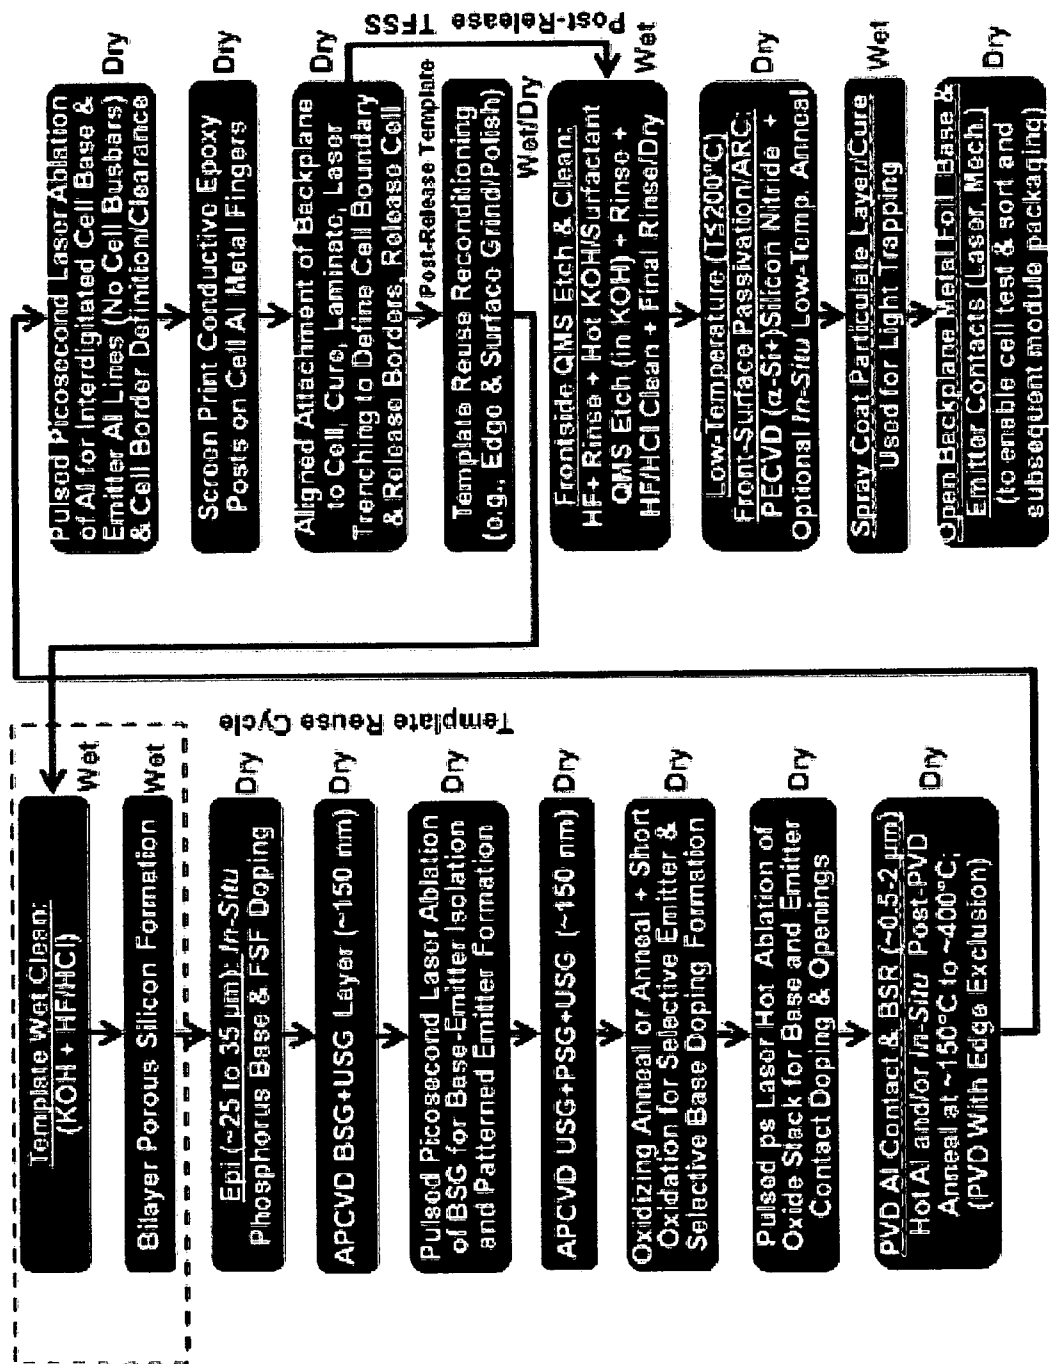 Template Wet Clean:
(KOH + HF/HCl)
Wet
Bilayer Porous Silicon Formation
Wet
Epi (~25 to 35 µm): In-Situ
Phosphorus Base & FSF Doping
Dry
APCVD BSG+USG Layer (~150 nm)
Dry
Pulsed Picosecond Laser Ablation
of BSG for Base-Emitter Isolation
and Patterned Emitter Formation
Dry
APCVD USG+PSG+USG (~150 nm)
Dry
Oxidizing Anneal or Anneal + Short
Oxidation for Selective Emitter &
Selective Base Doping Formation
Dry
Pulsed ps Laser Hot Ablation of
Oxide Stack for Base and Emitter
Contact Doping & Openings
Dry
PVD Al Contact & BSR (~0.5-2 µm)
Hot Al and/or In-Situ Post-PVD
Anneal at ~150°C to ~400°C;
(PVD With Edge Exclusion)
Dry
Template Reuse Cycle
Pulsed Picosecond Laser Ablation
of Al for Interdigitated Cell Base &
Emitter Al Lines (No Cell Busbars)
& Cell Border Definition/Clearance
Dry
Screen Print Conductive Epoxy
Posts on Cell Al Metal Fingers
Dry
Aligned Attachment of Backplane
to Cell, Cure, Laminate, Laser
Trenching to Define Cell Boundary
& Release Borders, Release Cell
Dry
Post-Release Template
Post-Release TFSS
Template Reuse Reconditioning
(e.g., Edge & Surface Grind/Polish)
Wet/Dry
Frontside QMS Etch & Clean:
HF+ Rinse + Hot KOH/Surfactant
QMS Etch (in KOH) + Rinse +
HF/HCl Clean + Final Rinse/Dry
Wet
Low-Temperature (T≤200°C)
Front-Surface Passivation/ARC:
PECVD (α-Si+)Silicon Nitride +
Optional In-Situ Low-Temp. Anneal
Dry
Spray Coat Particulate Layer/Cure
Used for Light Trapping
Wet
Open Backplane Metal Foil Base &
Emitter Contacts (Laser, Mech.)
(to enable cell test & sort and
subsequent module packaging)
Dry